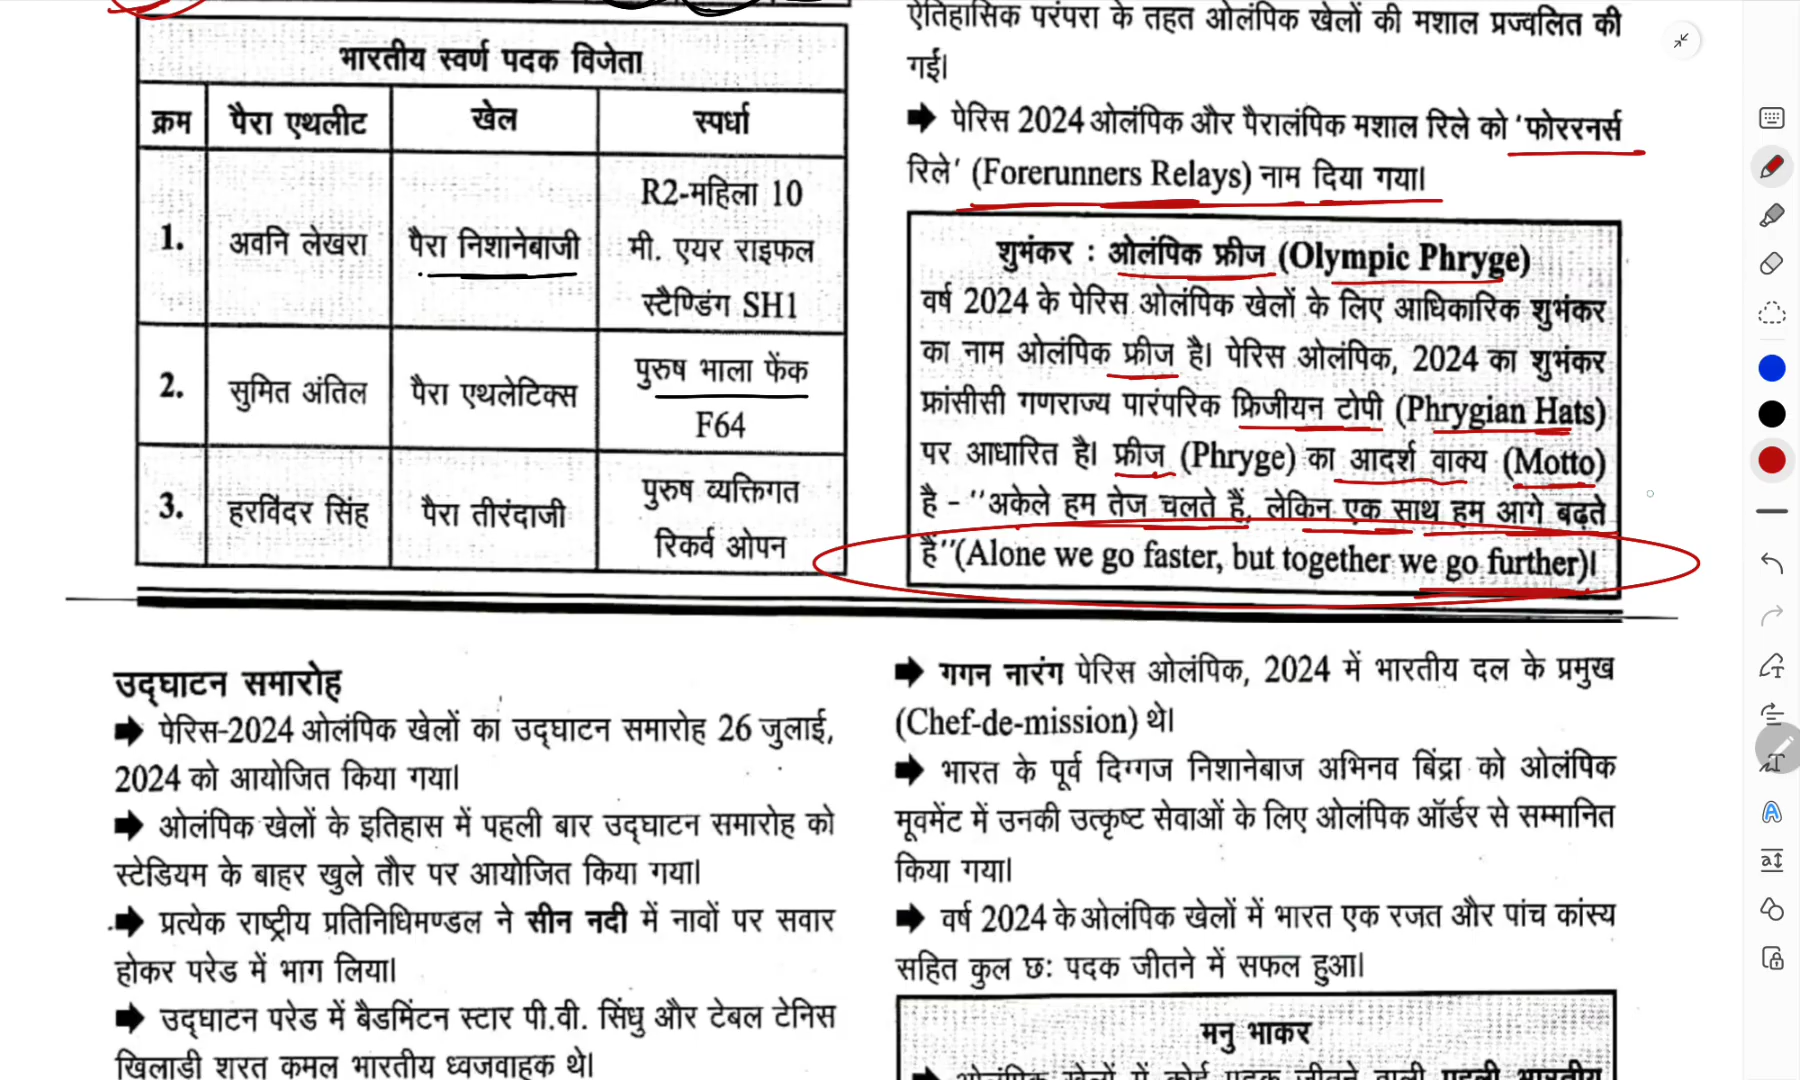 भारतीय स्वर्ण पदक विजेता
क्रम पैरा एथलीट खेल स्पर्धा
1. अवनि लेखरा पैरा निशानेबाजी R2-महिला 10
मी. एयर राइफल
स्टैण्डिंग SH1
2. सुमित अंतिल पैरा एथलेटिक्स पुरुष भाला फेंक
F64
3. हरविंदर सिंह पैरा तीरंदाजी पुरुष व्यक्तिगत
रिकर्व ओपन
ऐतिहासिक परंपरा के तहत ओलंपिक खेलों की मशाल प्रज्वलित की
गई।
➡ पेरिस 2024 ओलंपिक और पैरालंपिक मशाल रिले को ‘फोररनर्स
रिले’ (Forerunners Relays) नाम दिया गया।
शुभंकर : ओलंपिक फ्रीज (Olympic Phryge)
वर्ष 2024 के पेरिस ओलंपिक खेलों के लिए आधिकारिक शुभंकर
का नाम ओलंपिक फ्रीज है। पेरिस ओलंपिक, 2024 का शुभंकर
फ्रांसीसी गणराज्य पारंपरिक फ्रिजीयन टोपी (Phrygian Hats)
पर आधारित है। फ्रीज (Phryge) का आदर्श वाक्य (Motto)
है - "अकेले हम तेज चलते हैं, लेकिन एक साथ हम आगे बढ़ते
हैं"(Alone we go faster, but together we go further)।
उद्घाटन समारोह
➡ पेरिस-2024 ओलंपिक खेलों का उद्घाटन समारोह 26 जुलाई,
2024 को आयोजित किया गया।
➡ ओलंपिक खेलों के इतिहास में पहली बार उद्घाटन समारोह को
स्टेडियम के बाहर खुले तौर पर आयोजित किया गया।
➡ प्रत्येक राष्ट्रीय प्रतिनिधिमण्डल ने सीन नदी में नावों पर सवार
होकर परेड में भाग लिया।
➡ उद्घाटन परेड में बैडमिंटन स्टार पी.वी. सिंधु और टेबल टेनिस
खिलाडी शरत कमल भारतीय ध्वजवाहक थे।
➡ गगन नारंग पेरिस ओलंपिक, 2024 में भारतीय दल के प्रमुख
(Chef-de-mission) थे।
➡ भारत के पूर्व दिग्गज निशानेबाज अभिनव बिंद्रा को ओलंपिक
मूवमेंट में उनकी उत्कृष्ट सेवाओं के लिए ओलंपिक ऑर्डर से सम्मानित
किया गया।
➡ वर्ष 2024 के ओलंपिक खेलों में भारत एक रजत और पांच कांस्य
सहित कुल छः पदक जीतने में सफल हुआ।
मनु भाकर
➡ ओलंपिक खेलों में कोई पदक जीतने वाली पहली भारतीय